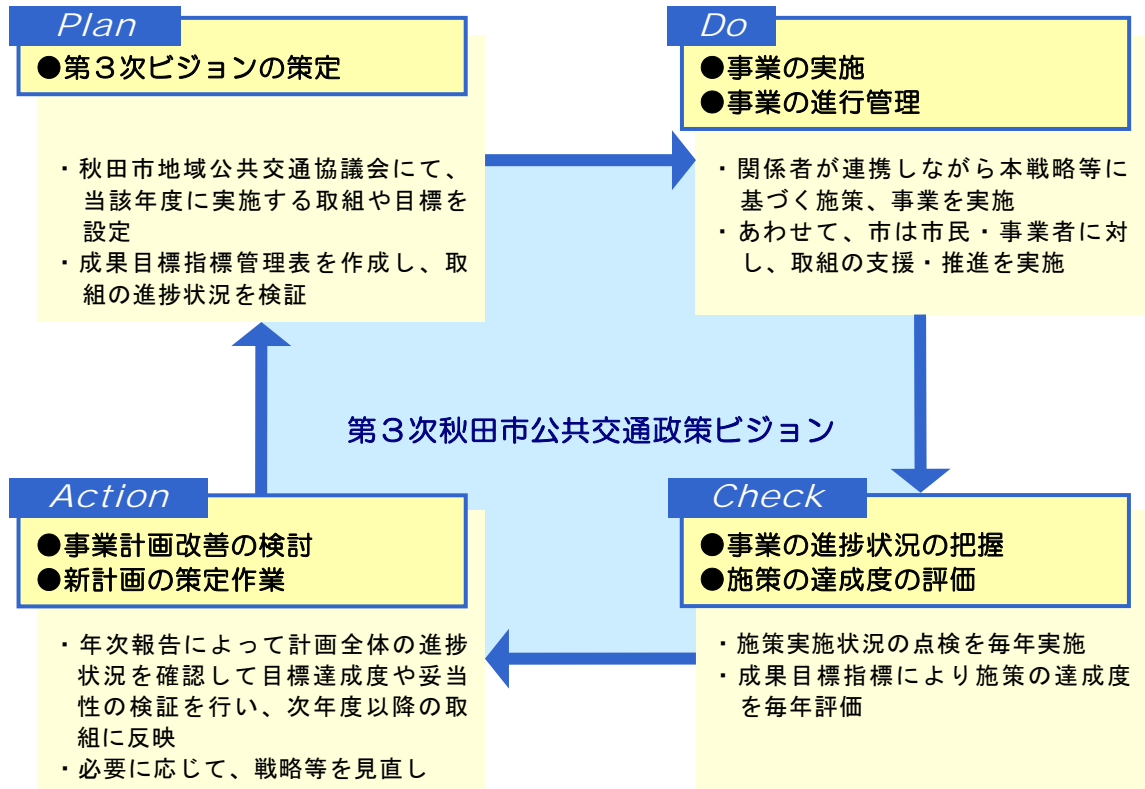 Plan
●第３次ビジョンの策定
・秋田市地域公共交通協議会にて、
当該年度に実施する取組や目標を
設定
・成果目標指標管理表を作成し、取
組の進捗状況を検証
Do
●事業の実施
●事業の進行管理
・関係者が連携しながら本戦略等に
基づく施策、事業を実施
・あわせて、市は市民・事業者に対
し、取組の支援・推進を実施
第３次秋田市公共交通政策ビジョン
Action
●事業計画改善の検討
●新計画の策定作業
・年次報告によって計画全体の進捗
状況を確認して目標達成度や妥当
性の検証を行い、次年度以降の取
組に反映
・必要に応じて、戦略等を見直し
Check
●事業の進捗状況の把握
●施策の達成度の評価
・施策実施状況の点検を毎年実施
・成果目標指標により施策の達成度
を毎年評価